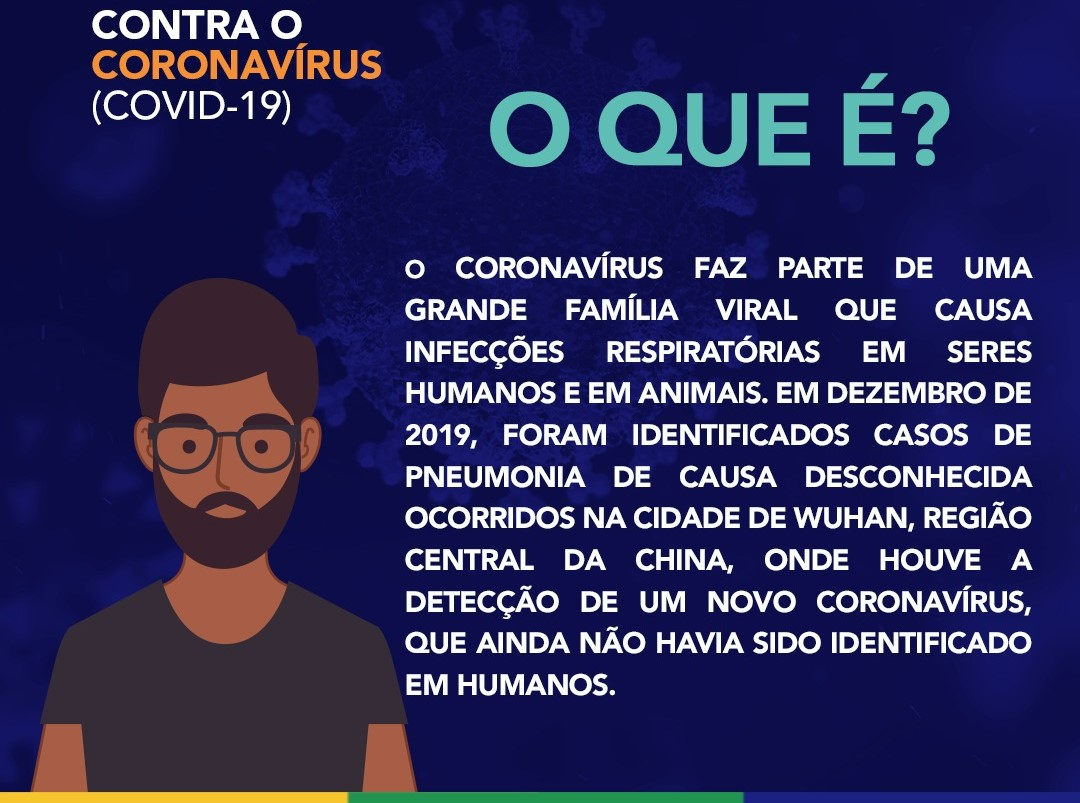 CONTRA O
CORONAVÍRUS
(COVID-19)
O QUE É?
O CORONAVÍRUS FAZ PARTE DE UMA
GRANDE FAMÍLIA VIRAL QUE CAUSA
INFECÇÕES RESPIRATÓRIAS EM SERES
HUMANOS E EM ANIMAIS. EM DEZEMBRO DE
2019, FORAM IDENTIFICADOS CASOS DE
PNEUMONIA DE CAUSA DESCONHECIDA
OCORRIDOS NA CIDADE DE WUHAN, REGIÃO
CENTRAL DA CHINA, ONDE HOUVE A
DETECÇÃO DE UM NOVO CORONAVÍRUS,
QUE AINDA NÃO HAVIA SIDO IDENTIFICADO
EM HUMANOS.